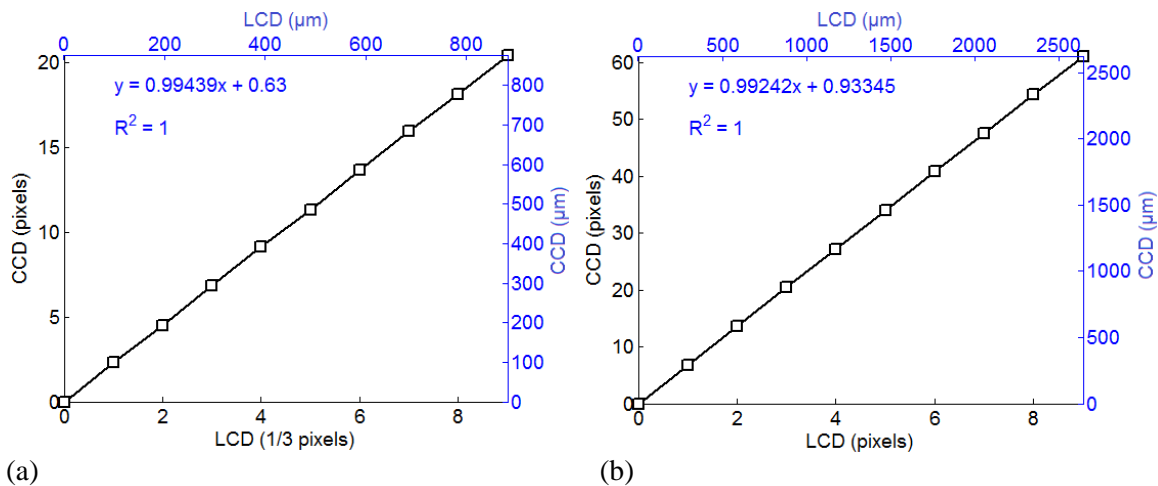 LCD (µm)
0 200 400 600 800
y = 0.99439x + 0.63
R² = 1
CCD (pixels)
20
15
10
5
0
CCD (µm)
800
700
600
500
400
300
200
100
0
0 2 4 6 8
LCD (1/3 pixels)
(a)
LCD (µm)
0 500 1000 1500 2000 2500
y = 0.99242x + 0.93345
R² = 1
CCD (pixels)
60
50
40
30
20
10
0
CCD (µm)
2500
2000
1500
1000
500
0
0 2 4 6 8
LCD (pixels)
(b)